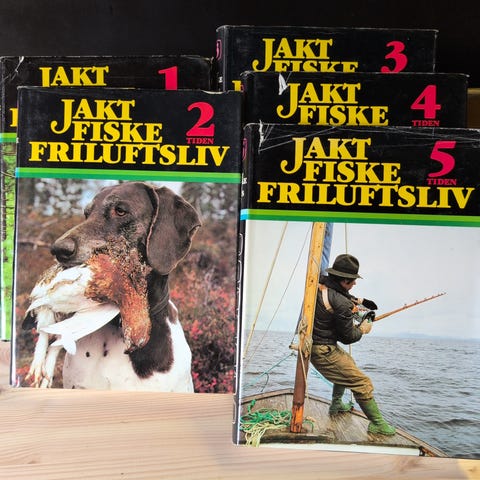 JAKT
1
JAKT
FISKE
2
TIDEN
FRILUFTSLIV
JAKT
FISKE
3
TIDEN
JAKT
FISKE
4
TIDEN
JAKT
FISKE
5
TIDEN
FRILUFTSLIV